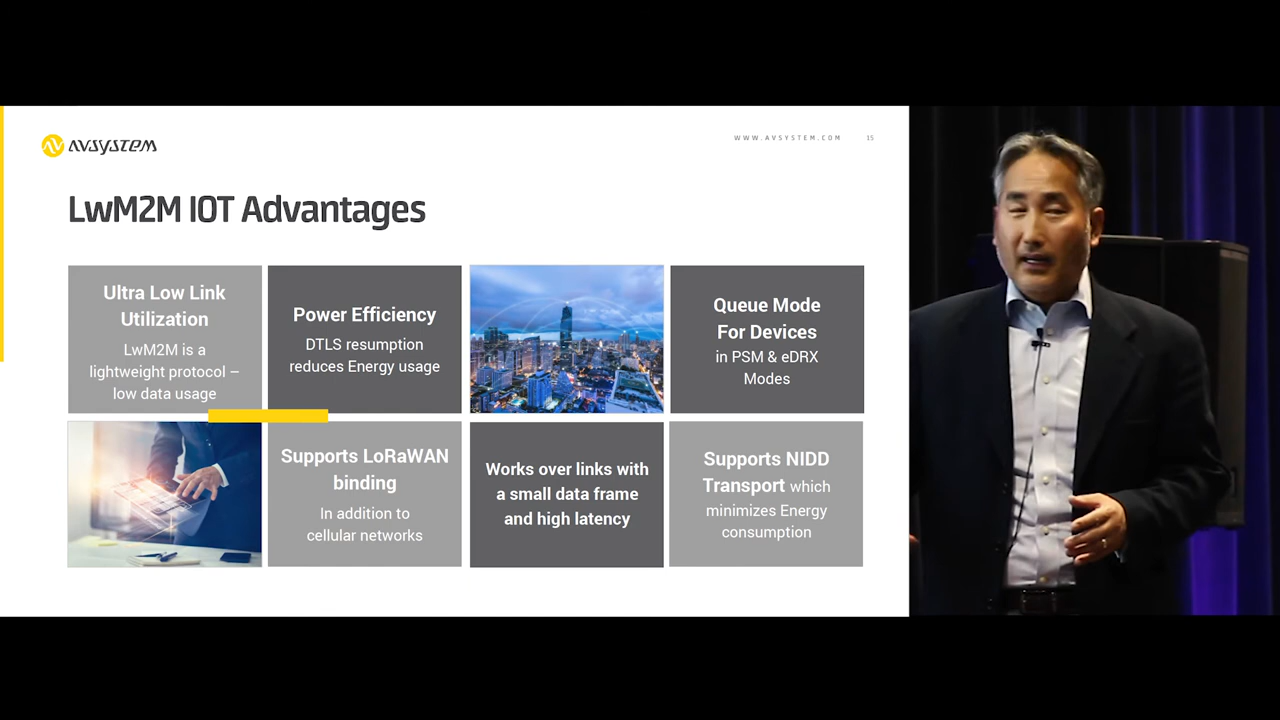 AVSYSTEM
WWW.AVSYSTEM.COM 15
LwM2M IOT Advantages
Ultra Low Link
Utilization
LwM2M is a
lightweight protocol –
low data usage
Power Efficiency
DTLS resumption
reduces Energy usage
Queue Mode
For Devices
in PSM & eDRX
Modes
Supports LoRaWAN
binding
In addition to
cellular networks
Works over links with
a small data frame
and high latency
Supports NIDD
Transport which
minimizes Energy
consumption